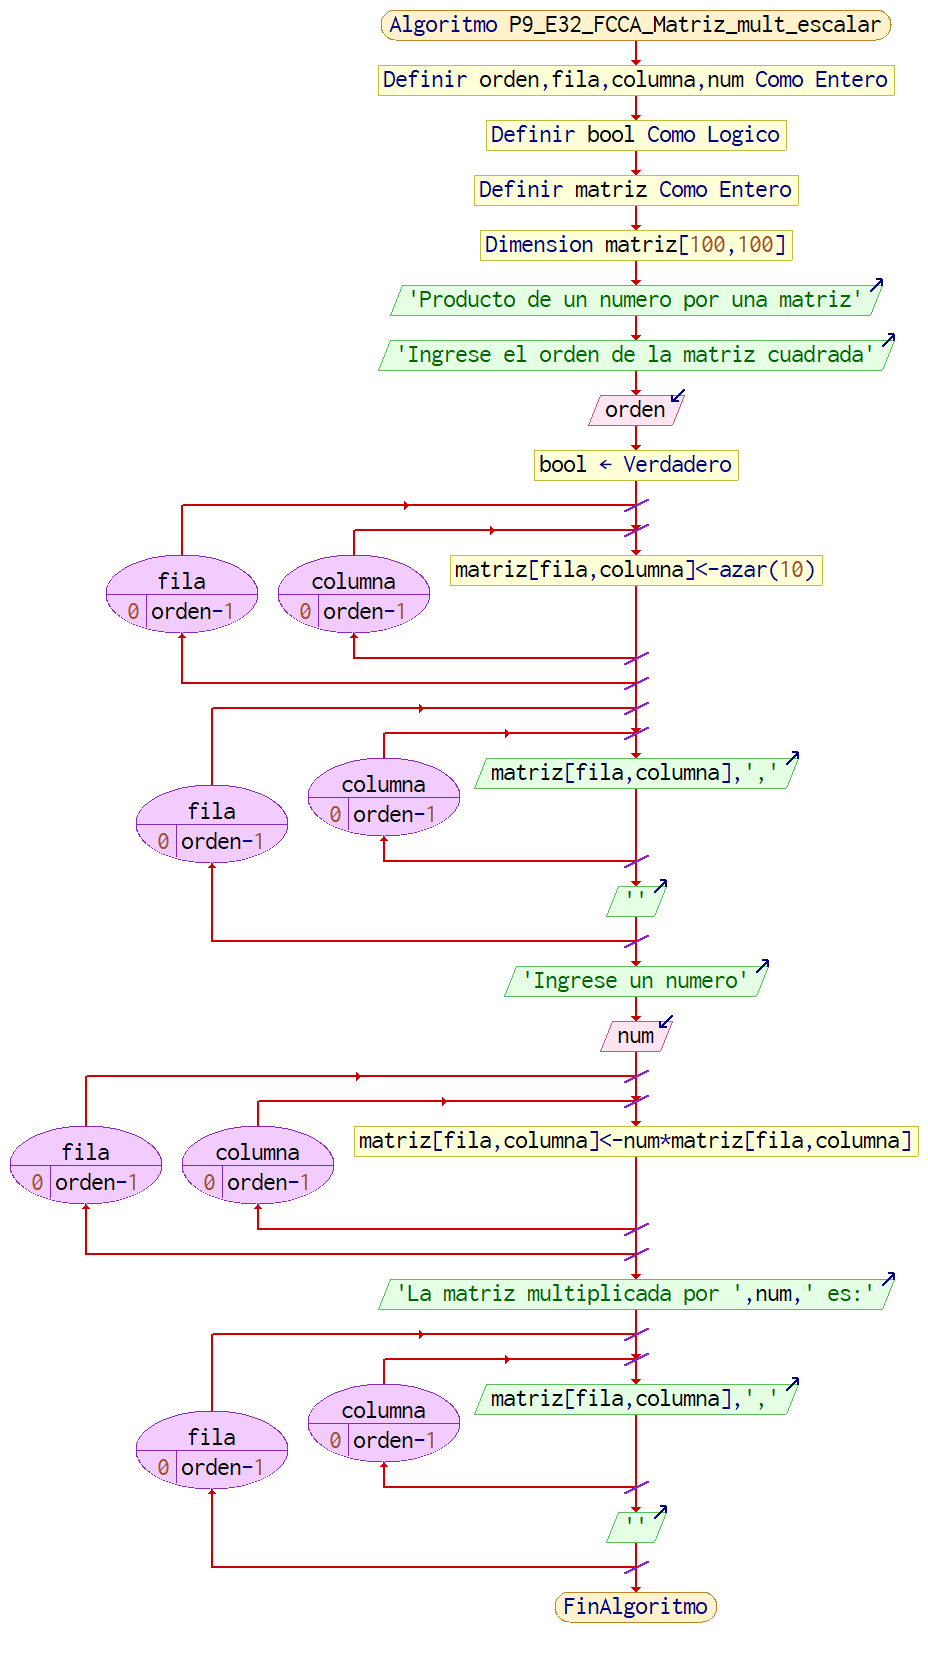 Algoritmo P9_E32_FCCA_Matriz_mult_escalar
Definir orden,fila,columna,num Como Entero
Definir bool Como Logico
Definir matriz Como Entero
Dimension matriz[100,100]
'Producto de un numero por una matriz'
'Ingrese el orden de la matriz cuadrada'
orden
bool ← Verdadero
fila
0 orden-1
columna
0 orden-1
matriz[fila,columna]<-azar(10)
fila
0 orden-1
columna
0 orden-1
matriz[fila,columna],','
''
'Ingrese un numero'
num
fila
0 orden-1
columna
0 orden-1
matriz[fila,columna]<-num*matriz[fila,columna]
'La matriz multiplicada por ',num,' es:'
fila
0 orden-1
columna
0 orden-1
matriz[fila,columna],','
''
FinAlgoritmo